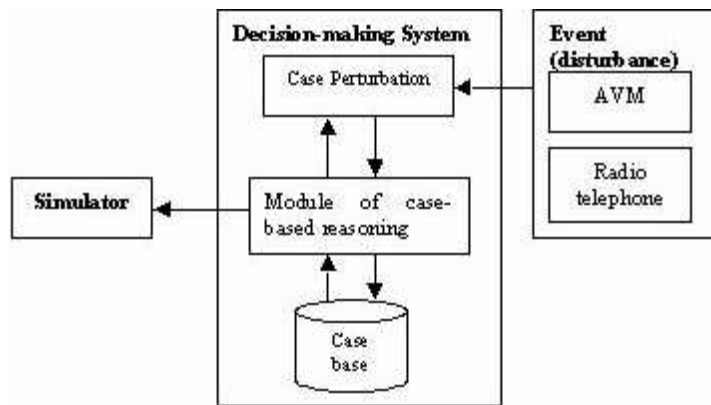 Decision-making System
Case Perturbation
Module of case-
based reasoning
Case
base
Simulator
Event
(disturbance)
AVM
Radio
telephone